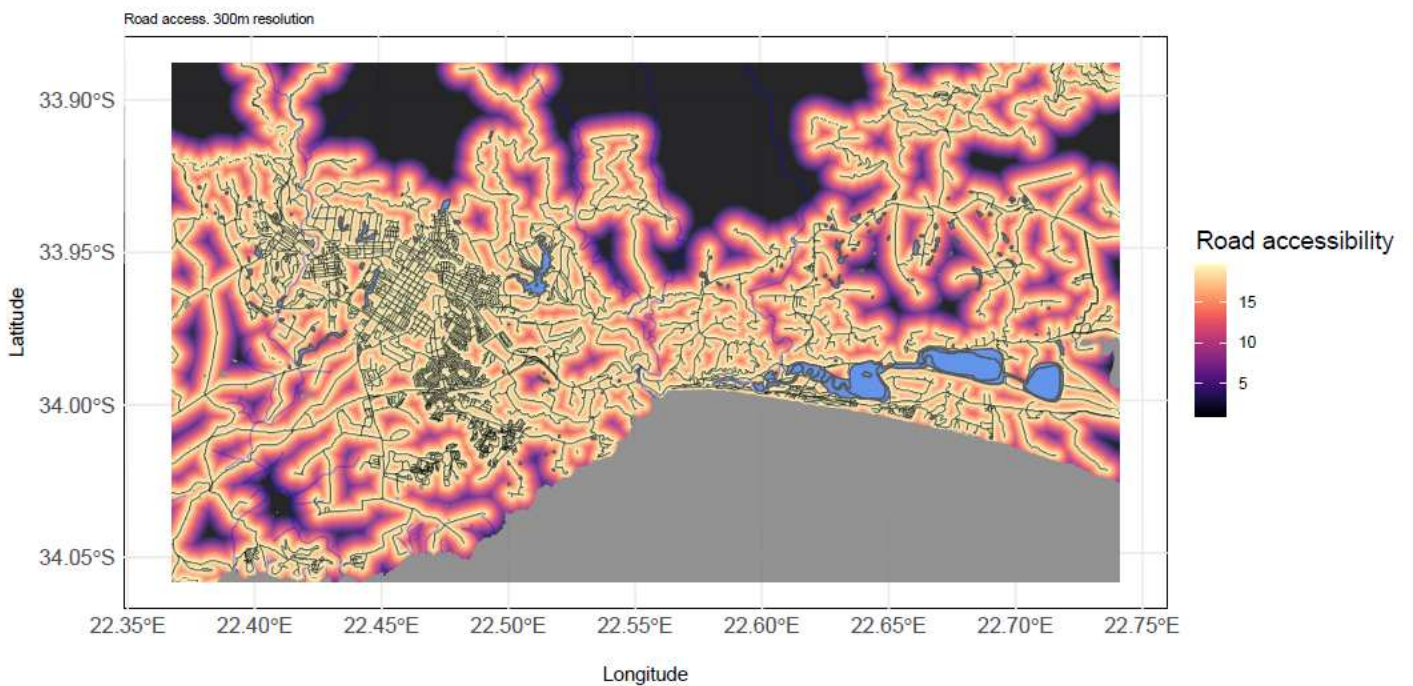 Road access. 300m resolution
33.90°S
33.95°S
34.00°S
34.05°S
Latitude
22.35°E 22.40°E 22.45°E 22.50°E 22.55°E 22.60°E 22.65°E 22.70°E 22.75°E
Longitude
Road accessibility
15
10
5